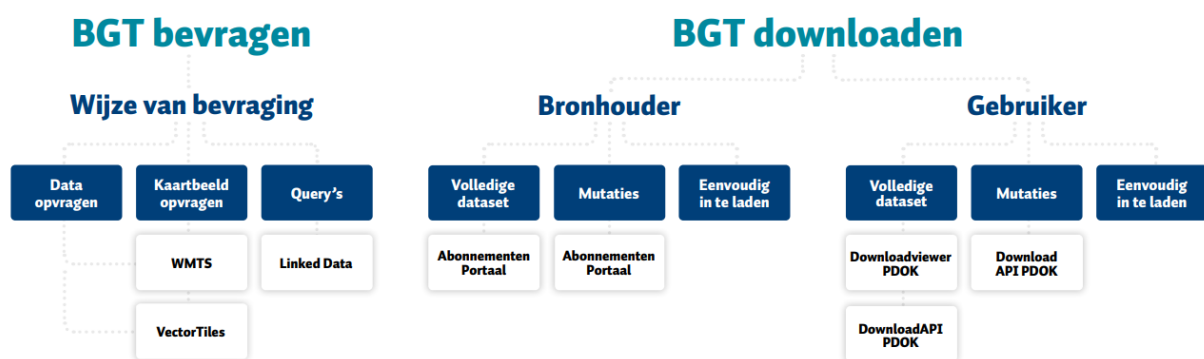 BGT bevragen
Wijze van bevraging
Data
opvragen
Kaartbeeld
opvragen
Query's
WMTS
Linked Data
VectorTiles
BGT downloaden
Bronhouder
Volledige
dataset
Mutaties
Eenvoudig
in te laden
Abonnementen
Portaal
Abonnementen
Portaal
Gebruiker
Volledige
dataset
Mutaties
Eenvoudig
in te laden
Downloadviewer
PDOK
Download
API PDOK
DownloadAPI
PDOK